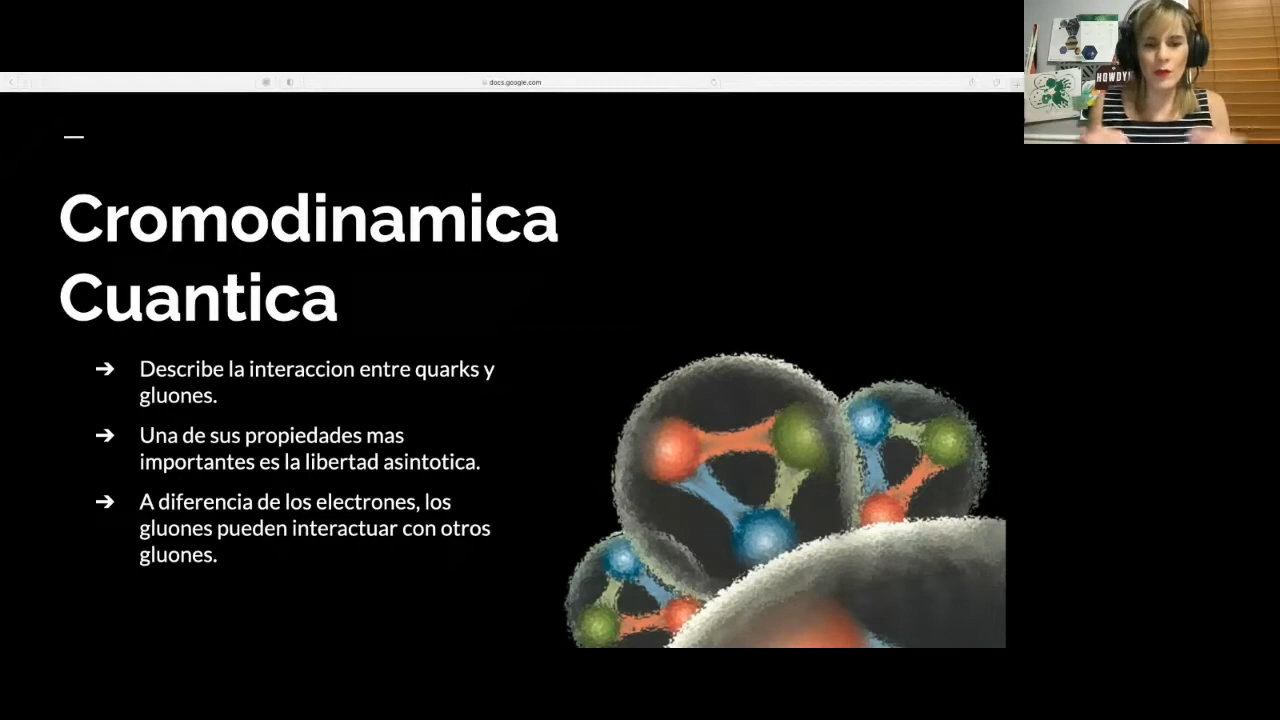 docs.google.com
HOWDY!
Cromodinamica
Cuantica
➔ Describe la interaccion entre quarks y
gluones.
➔ Una de sus propiedades mas
importantes es la libertad asintotica.
➔ A diferencia de los electrones, los
gluones pueden interactuar con otros
gluones.